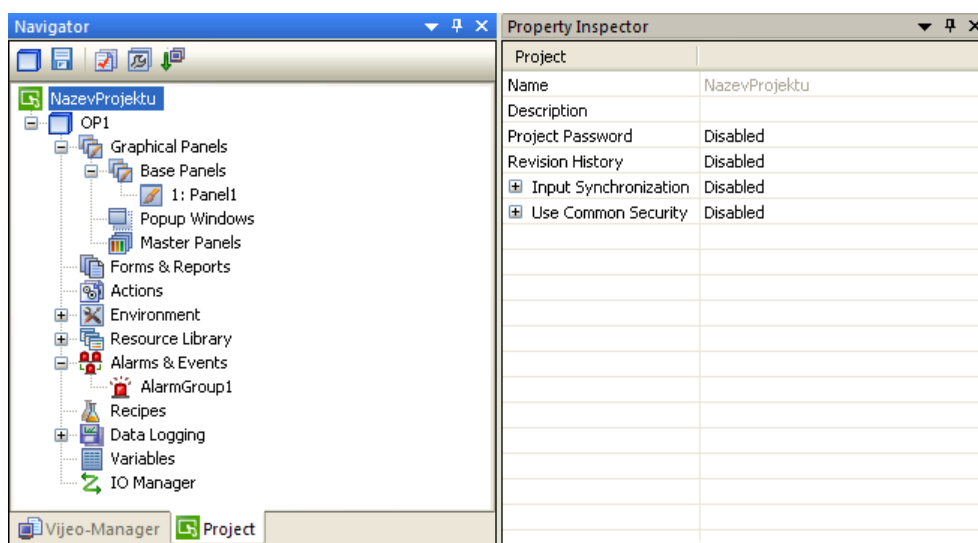 Navigator
NazevProjektu
OP1
Graphical Panels
Base Panels
1: Panel1
Popup Windows
Master Panels
Forms & Reports
Actions
Environment
Resource Library
Alarms & Events
AlarmGroup1
Recipes
Data Logging
Variables
IO Manager
Vijeo-Manager Project
Property Inspector
Project
Name NazevProjektu
Description
Project Password Disabled
Revision History Disabled
Input Synchronization Disabled
Use Common Security Disabled